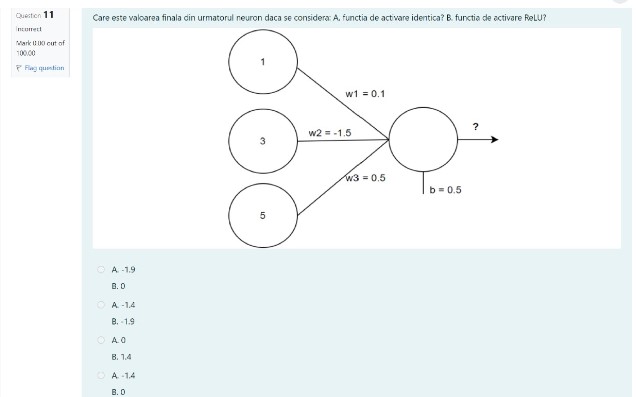 Question 11
Incorrect
Mark 0.00 out of
100.00
Flag question
Care este valoarea finala din urmatorul neuron daca se considera: A. functia de activare identica? B. functia de activare ReLU?
1
w1 = 0.1
?
w2 = -1.5
3
w3 = 0.5
b = 0.5
5
A. -1.9
B. 0
A. -1.4
B. -1.9
A. 0
B. 1.4
A. -1.4
B. 0